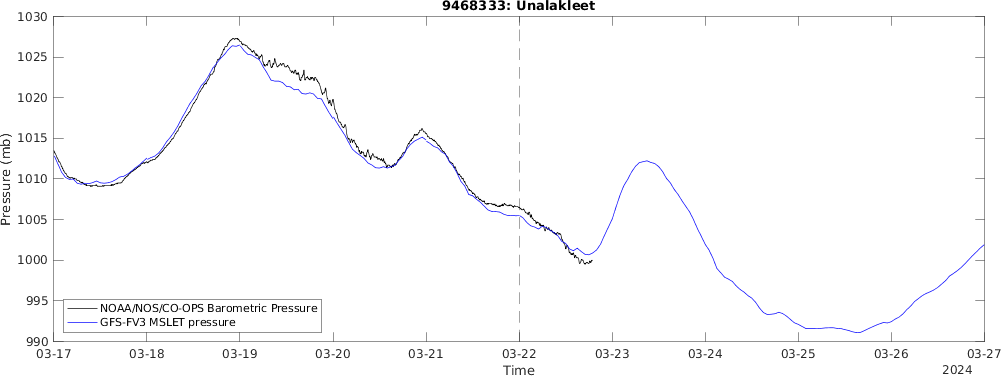 9468333: Unalakleet
1030
1025
1020
1015
1010
1005
1000
995
990
Pressure (mb)
NOAA/NOS/CO-OPS Barometric Pressure
GFS-FV3 MSLET pressure
03-17 03-18 03-19 03-20 03-21 03-22 03-23 03-24 03-25 03-26 03-27
Time
2024